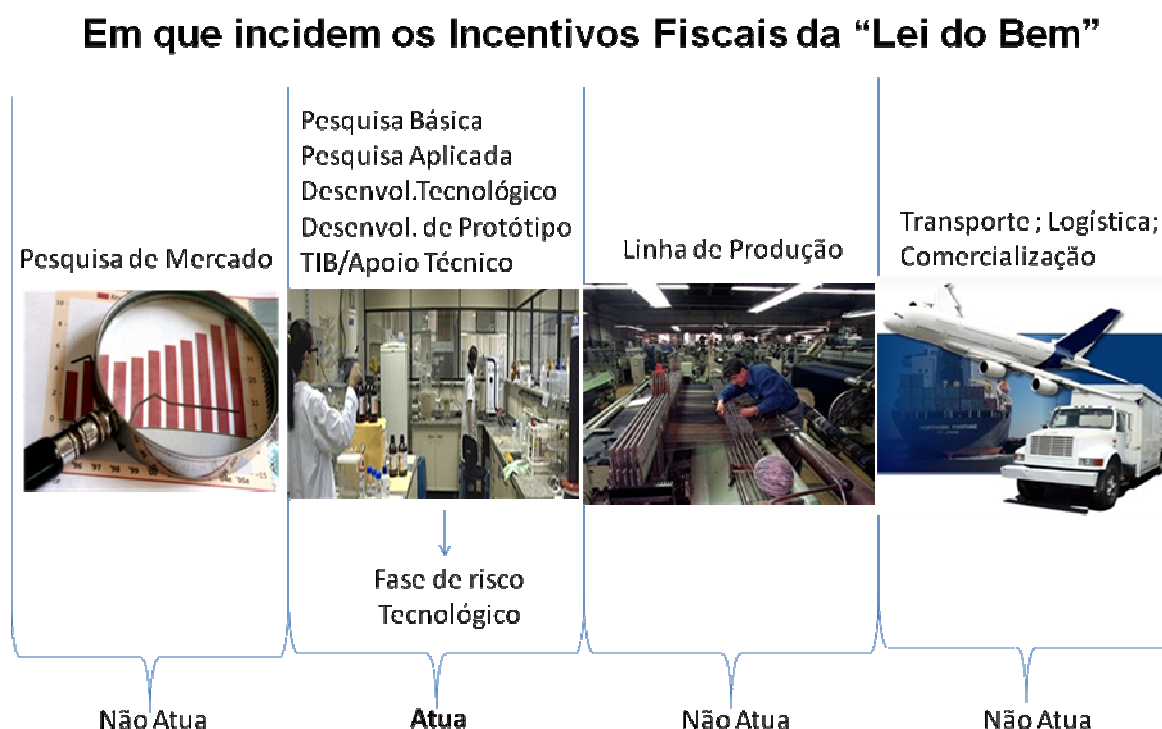 Em que incidem os Incentivos Fiscais da “Lei do Bem”
Pesquisa de Mercado
Pesquisa Básica
Pesquisa Aplicada
Desenvol.Tecnológico
Desenvol. de Protótipo
TIB/Apoio Técnico
Linha de Produção
Transporte ; Logística;
Comercialização
Fase de risco
Tecnológico
Não Atua
Atua
Não Atua
Não Atua